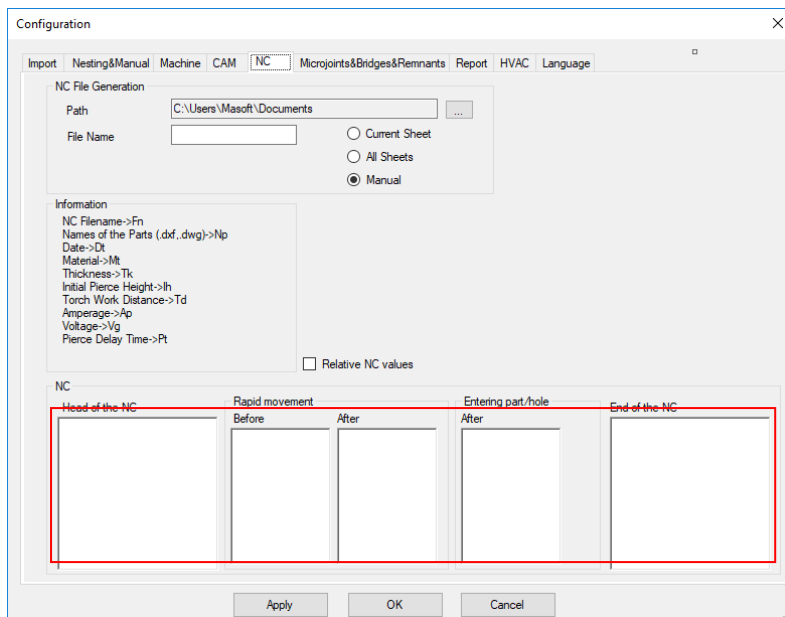 Configuration
Import Nesting&Manual Machine CAM NC Microjoints&Bridges&Remnants Report HVAC Language
NC File Generation
Path C:\Users\Masoft\Documents ...
File Name
Current Sheet
All Sheets
Manual
Information
NC Filename->Fn
Names of the Parts (.dxf,.dwg)->Np
Date->Dt
Material->Mt
Thickness->Tk
Initial Pierce Height->Ih
Torch Work Distance->Td
Amperage->Ap
Voltage->Vg
Pierce Delay Time->Pt
Relative NC values
NC
Head of the NC Rapid movement Entering part/hole End of the NC
Before After After
Apply OK Cancel